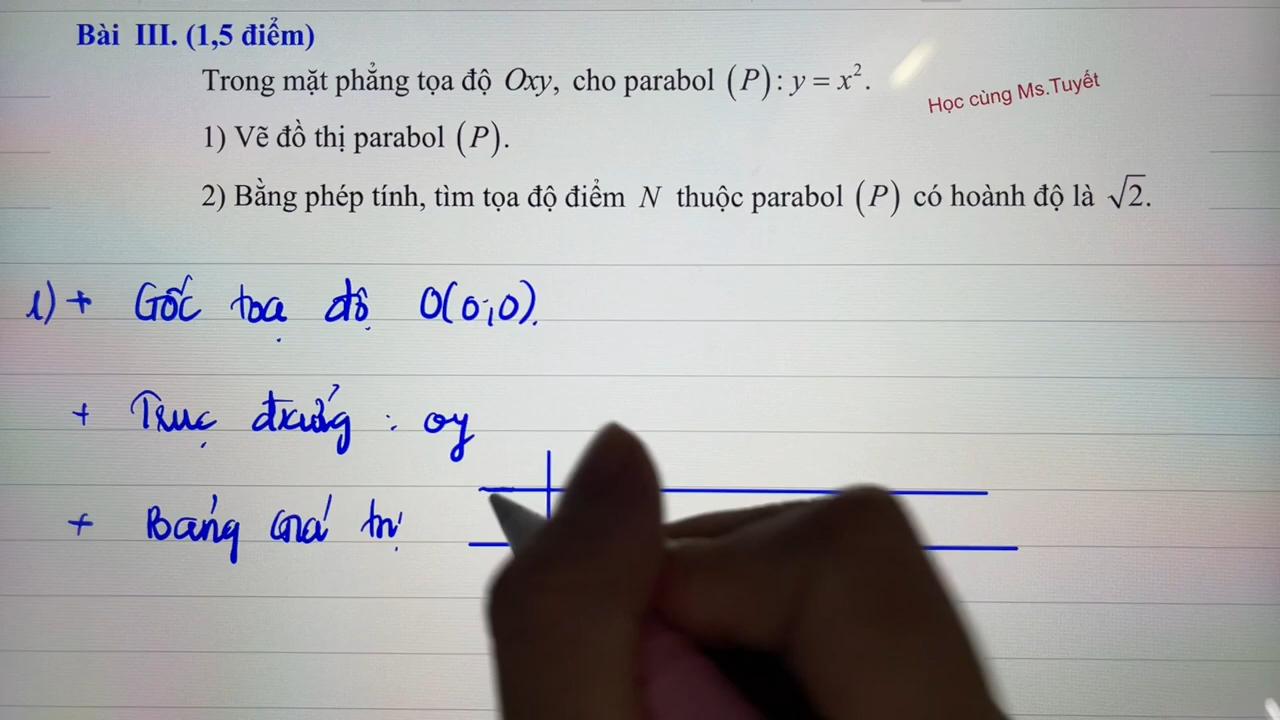 Bài III. (1,5 điểm)
Trong mặt phẳng tọa độ Oxy, cho parabol (P): y = x².
Học cùng Ms.Tuyết
1) Vẽ đồ thị parabol (P).
2) Bằng phép tính, tìm tọa độ điểm N thuộc parabol (P) có hoành độ là √2.
1) + Gốc tọa độ O(0;0).
+ Trục đxứng : oy
+ Bảng giá trị